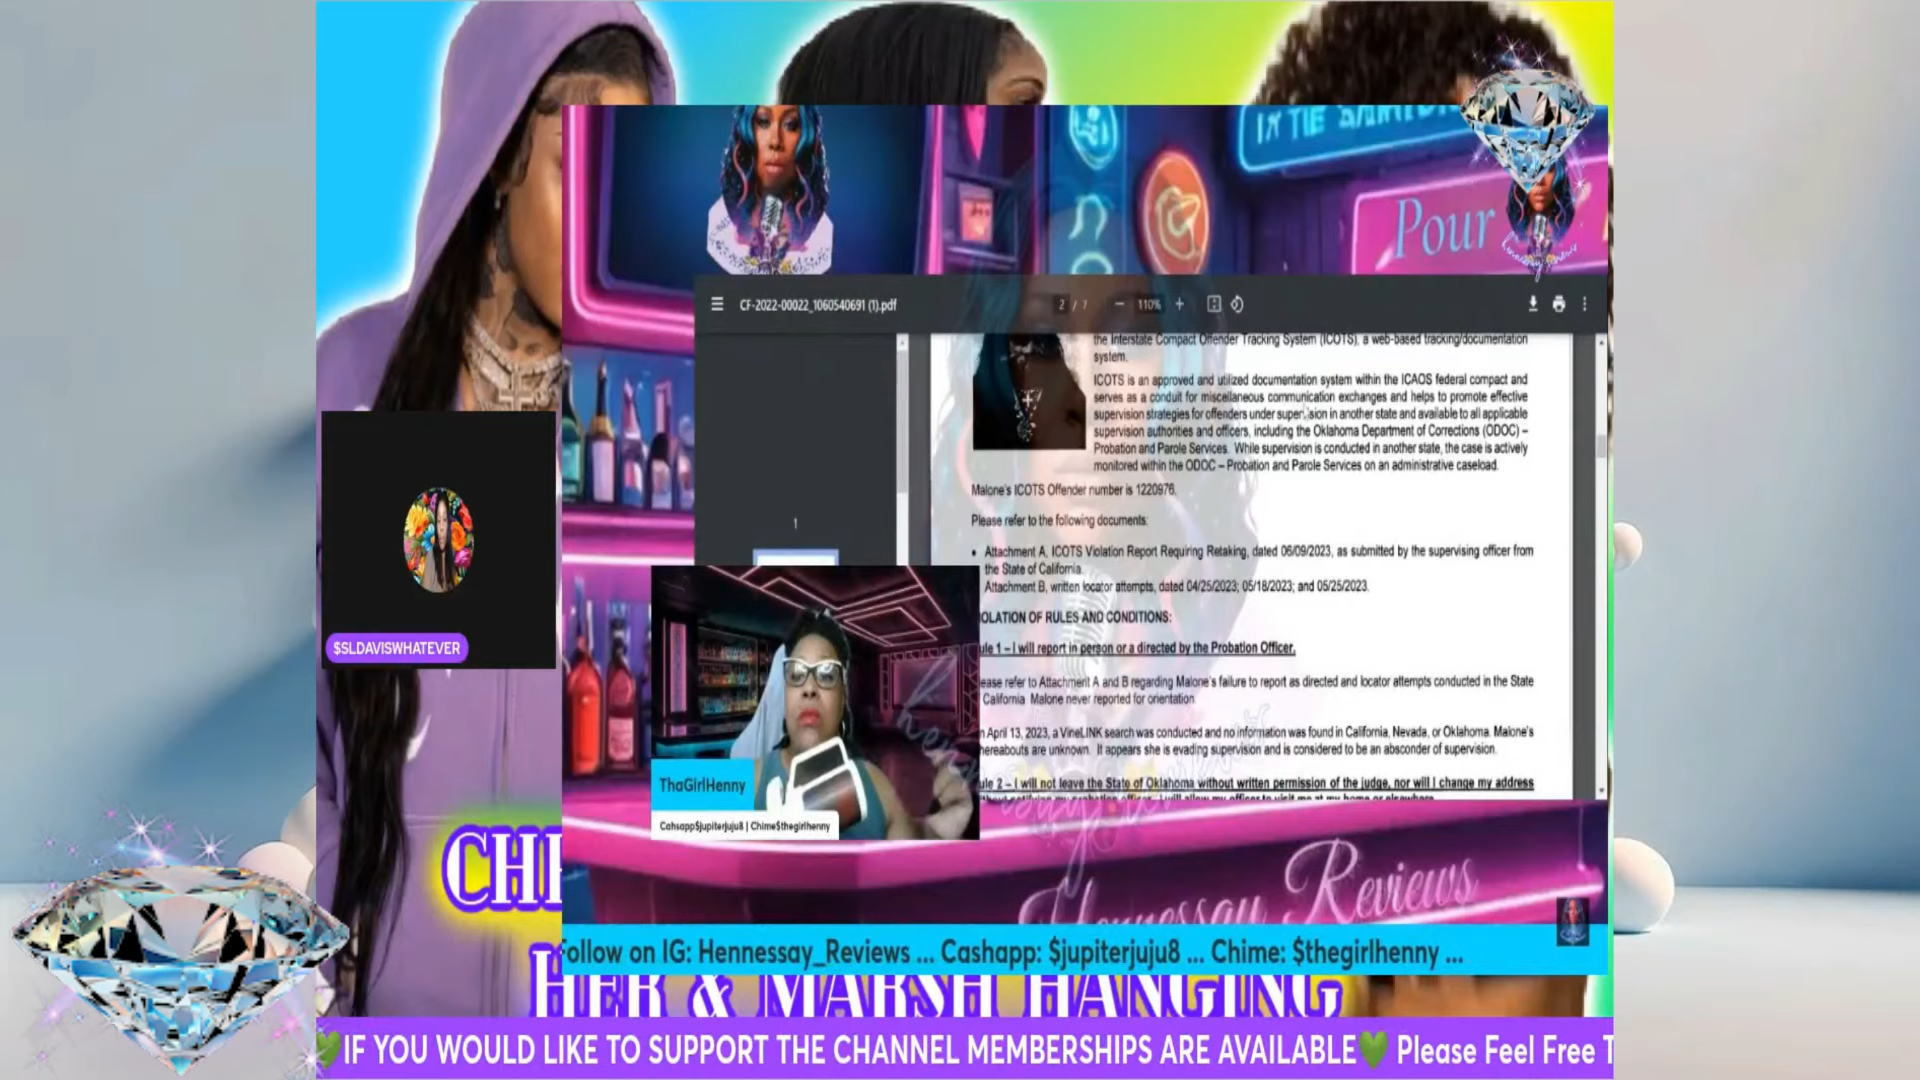 IN THE
Pour
CF-2022-00022_1060540691 (1).pdf
2 / 7
110%
the Interstate Compact Offender Tracking System (ICOTS), a web-based tracking/documentation
system.
ICOTS is an approved and utilized documentation system within the ICAOS federal compact and
serves as a conduit for miscellaneous communication exchanges and helps to promote effective
supervision strategies for offenders under supervision in another state and available to all applicable
supervision authorities and officers, including the Oklahoma Department of Corrections (ODOC) –
Probation and Parole Services. While supervision is conducted in another state, the case is actively
monitored within the ODOC – Probation and Parole Services on an administrative caseload.
Malone's ICOTS Offender number is 1220976.
Please refer to the following documents:
• Attachment A, ICOTS Violation Report Requiring Retaking, dated 06/09/2023, as submitted by the supervising officer from
the State of California.
Attachment B, written locator attempts, dated 04/25/2023; 05/18/2023; and 05/25/2023.
OLATION OF RULES AND CONDITIONS:
ule 1 – I will report in person or a directed by the Probation Officer.
ease refer to Attachment A and B regarding Malone's failure to report as directed and locator attempts conducted in the State
California. Malone never reported for orientation.
n April 13, 2023, a VineLINK search was conducted and no information was found in California, Nevada, or Oklahoma. Malone's
hereabouts are unknown. It appears she is evading supervision and is considered to be an absconder of supervision.
ule 2 – I will not leave the State of Oklahoma without written permission of the judge, nor will I change my address
1
$SLDAVISWHATEVER
ThaGirlHenny
Cahsapp$jupiterjuju8 | Chime$thegirlhenny
Hennessay Reviews
ollow on IG: Hennessay_Reviews ... Cashapp: $jupiterjuju8 ... Chime: $thegirlhenny ...
CH
HER & MARSH HANGING
IF YOU WOULD LIKE TO SUPPORT THE CHANNEL MEMBERSHIPS ARE AVAILABLE💚 Please Feel Free T